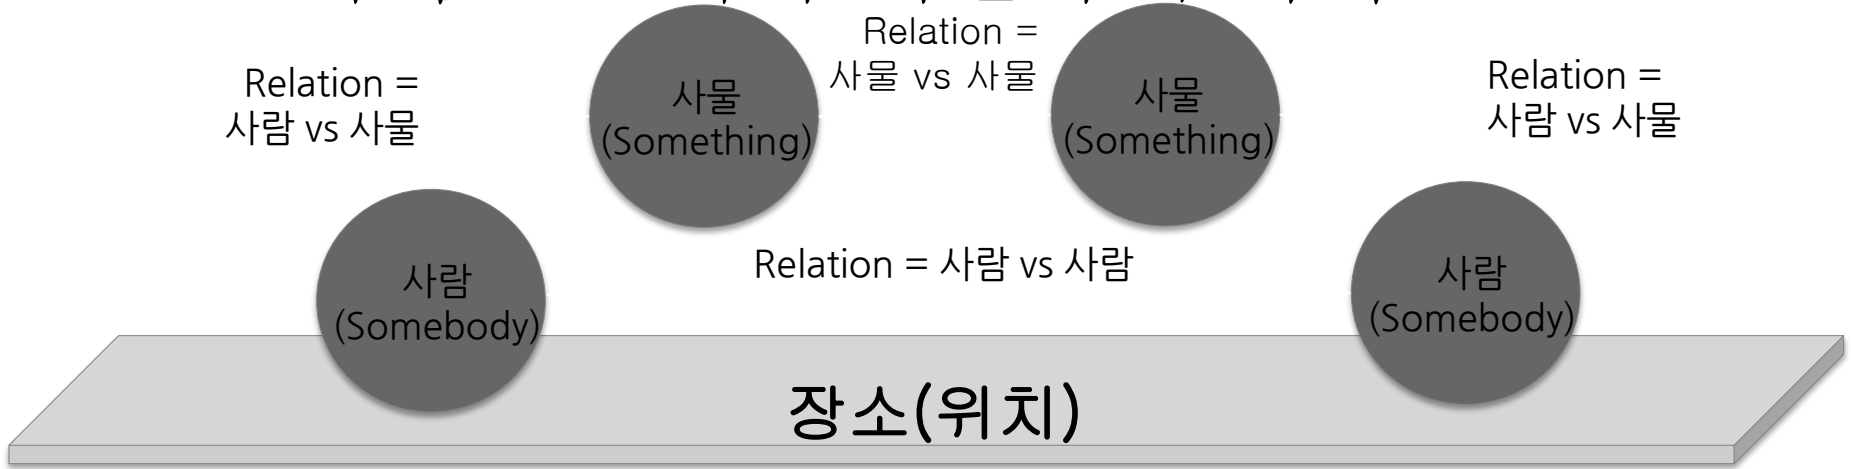 Relation =
사물 vs 사물
Relation =
사람 vs 사물
사물
(Something)
사물
(Something)
Relation =
사람 vs 사물
Relation = 사람 vs 사람
사람
(Somebody)
사람
(Somebody)
장소(위치)